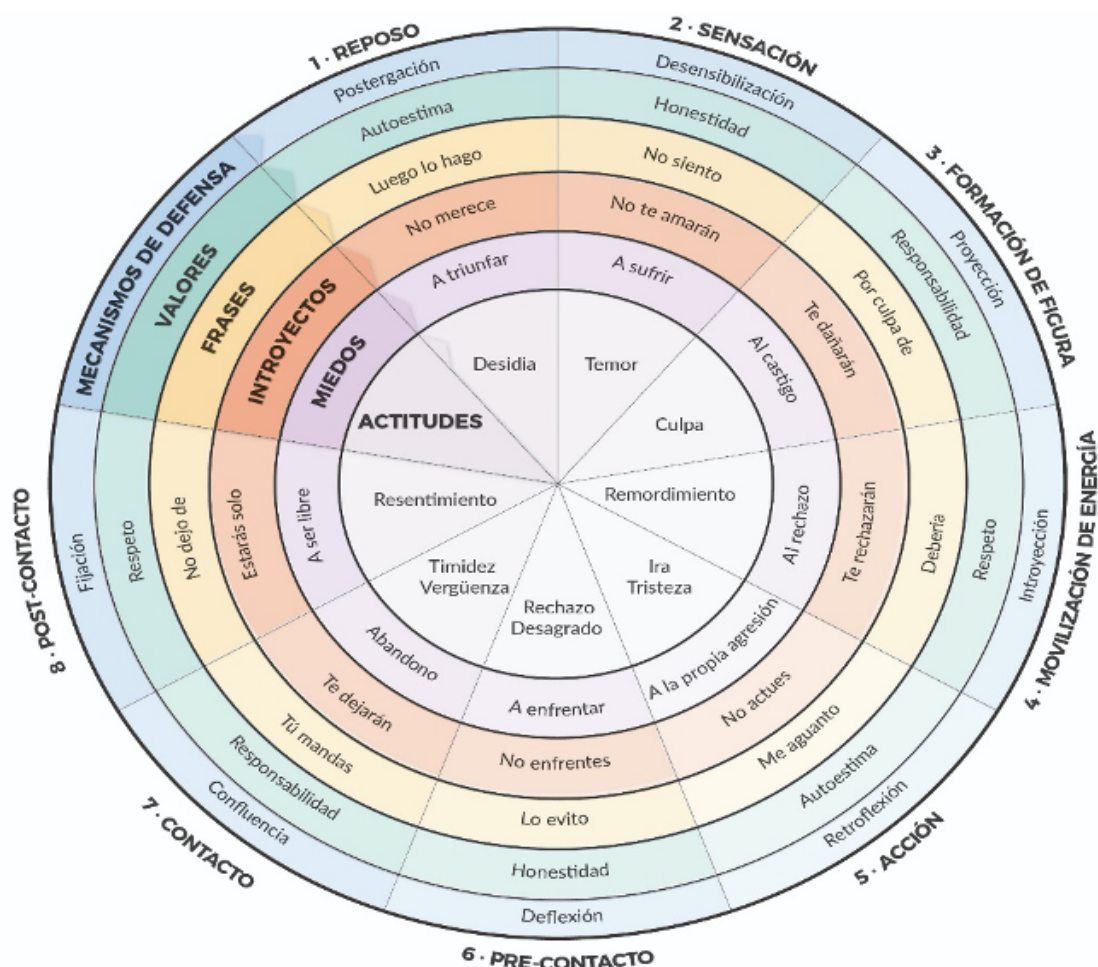 1 · REPOSO
Postergación
Autoestima
Luego lo hago
No merece
A triunfar
Desidia
2 · SENSACIÓN
Desensibilización
Honestidad
No siento
No te amarán
A sufrir
Temor
3 · FORMACIÓN DE FIGURA
Proyección
Responsabilidad
Por culpa de
Te dañarán
Al castigo
Culpa
4 · MOVILIZACIÓN DE ENERGÍA
Introyección
Respeto
Debería
Te rechazarán
Al rechazo
Remordimiento
5 · ACCIÓN
Retroflexión
Autoestima
Me aguanto
No actues
A la propia agresión
Ira
Tristeza
6 · PRE-CONTACTO
Deflexión
Honestidad
Lo evito
No enfrentes
A enfrentar
Rechazo
Desagrado
7 · CONTACTO
Confluencia
Responsabilidad
Tú mandas
Te dejarán
Abandono
Timidez
Vergüenza
8 · POST-CONTACTO
Fijación
Respeto
No dejo de
Estarás solo
A ser libre
Resentimiento
MECANISMOS DE DEFENSA
VALORES
FRASES
INTROYECTOS
MIEDOS
ACTITUDES